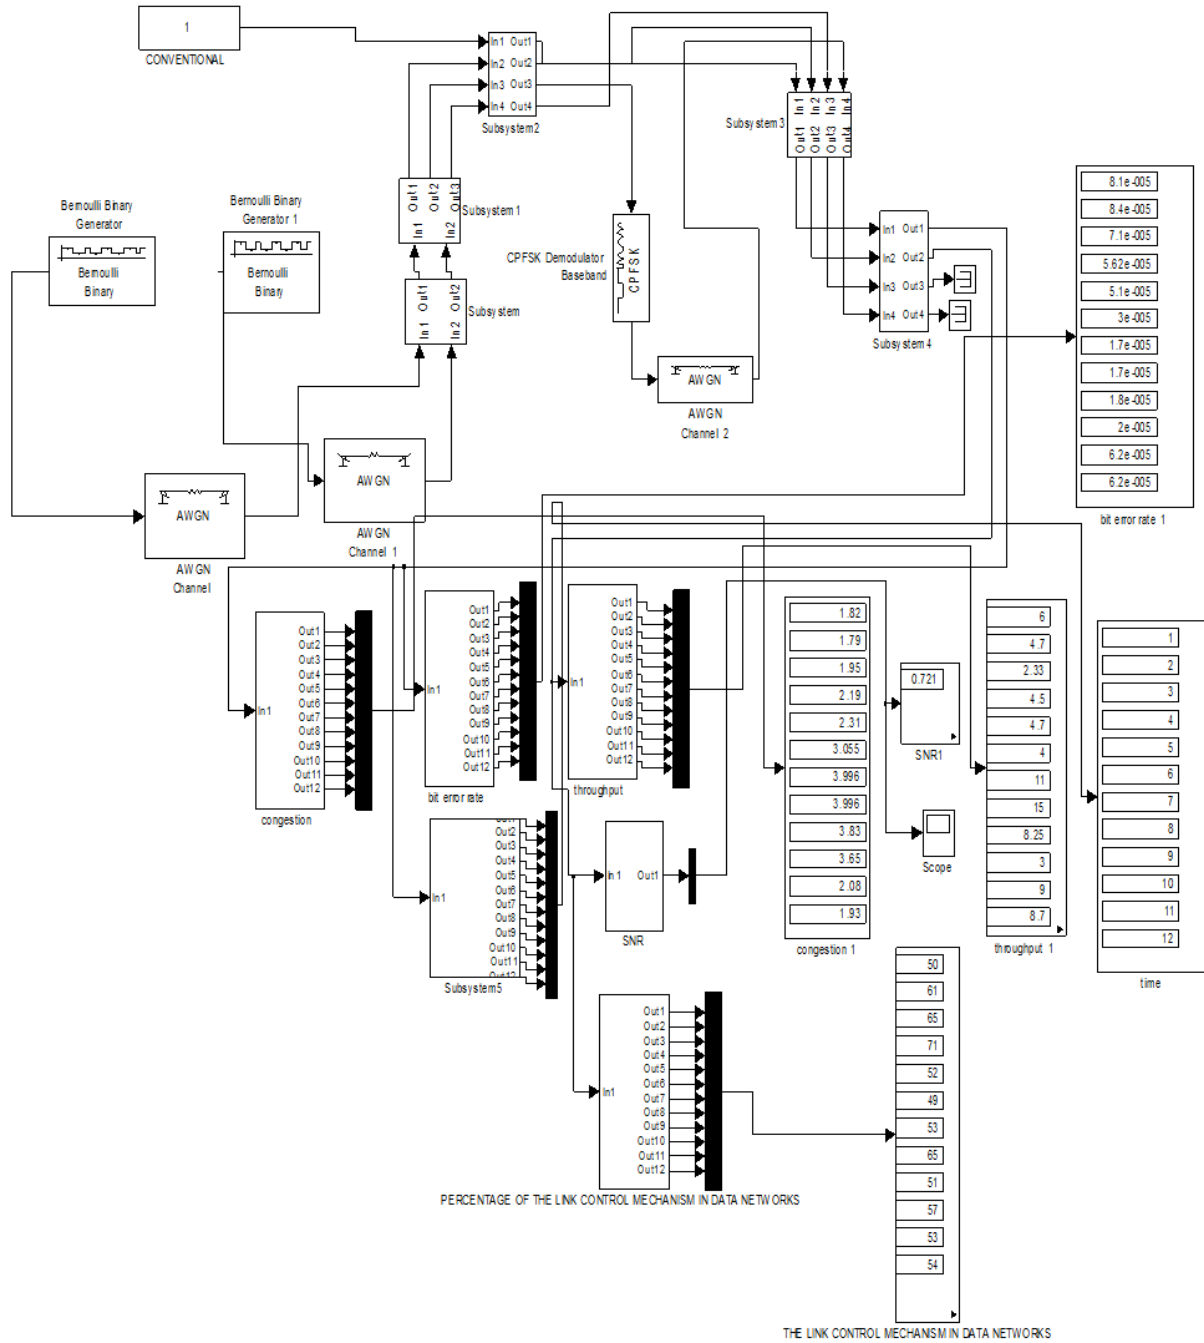 1
CONVENTIONAL
In1 Out1
In2 Out2
In3 Out3
In4 Out4
Subsystem2
In1 In2 In3 In4
Out1 Out2 Out3 Out4
Subsystem3
Out1 Out2 Out3
In1 In2
Subsystem1
Bernoulli Binary
Generator
Bernoulli
Binary
Bernoulli Binary
Generator 1
Bernoulli
Binary
Out1 Out2
In1 In2
Subsystem
CPFSK Demodulator
Baseband
CPFSK
In1 Out1
In2 Out2
In3 Out3
In4 Out4
Subsystem4
AWGN
AWGN
Channel 2
AWGN
AWGN
Channel 1
AWGN
AWGN
Channel
8.1e-005
8.4e-005
7.1e-005
5.62e-005
5.1e-005
3e-005
1.7e-005
1.7e-005
1.8e-005
2e-005
6.2e-005
6.2e-005
bit error rate 1
In1
Out1
Out2
Out3
Out4
Out5
Out6
Out7
Out8
Out9
Out10
Out11
Out12
congestion
In1
Out1
Out2
Out3
Out4
Out5
Out6
Out7
Out8
Out9
Out10
Out11
Out12
bit error rate
In1
Out1
Out2
Out3
Out4
Out5
Out6
Out7
Out8
Out9
Out10
Out11
Out12
throughput
1.82
1.79
1.95
2.19
2.31
3.055
3.996
3.996
3.83
3.65
2.08
1.93
congestion 1
0.721
SNR1
Scope
6
4.7
2.33
4.5
4.7
4
11
15
8.25
3
9
8.7
throughput 1
1
2
3
4
5
6
7
8
9
10
11
12
time
In1
Out1
Out2
Out3
Out4
Out5
Out6
Out7
Out8
Out9
Out10
Out11
Out12
Subsystem5
In1 Out1
SNR
In1
Out1
Out2
Out3
Out4
Out5
Out6
Out7
Out8
Out9
Out10
Out11
Out12
PERCENTAGE OF THE LINK CONTROL MECHANISM IN DATA NETWORKS
50
61
65
71
52
49
53
65
51
57
53
54
THE LINK CONTROL MECHANISM IN DATA NETWORKS